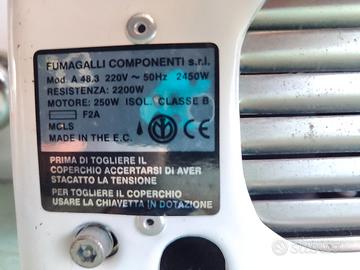 FUMAGALLI COMPONENTI s.r.l.
Mod. A 48.3 220V ~ 50Hz 2450W
RESISTENZA: 2200W
MOTORE: 250W ISOL. CLASSE B
F2A
MCLS
MADE IN THE E.C.
PRIMA DI TOGLIERE IL
COPERCHIO ACCERTARSI DI AVER
STACCATO LA TENSIONE
PER TOGLIERE IL COPERCHIO
USARE LA CHIAVETTA IN DOTAZIONE